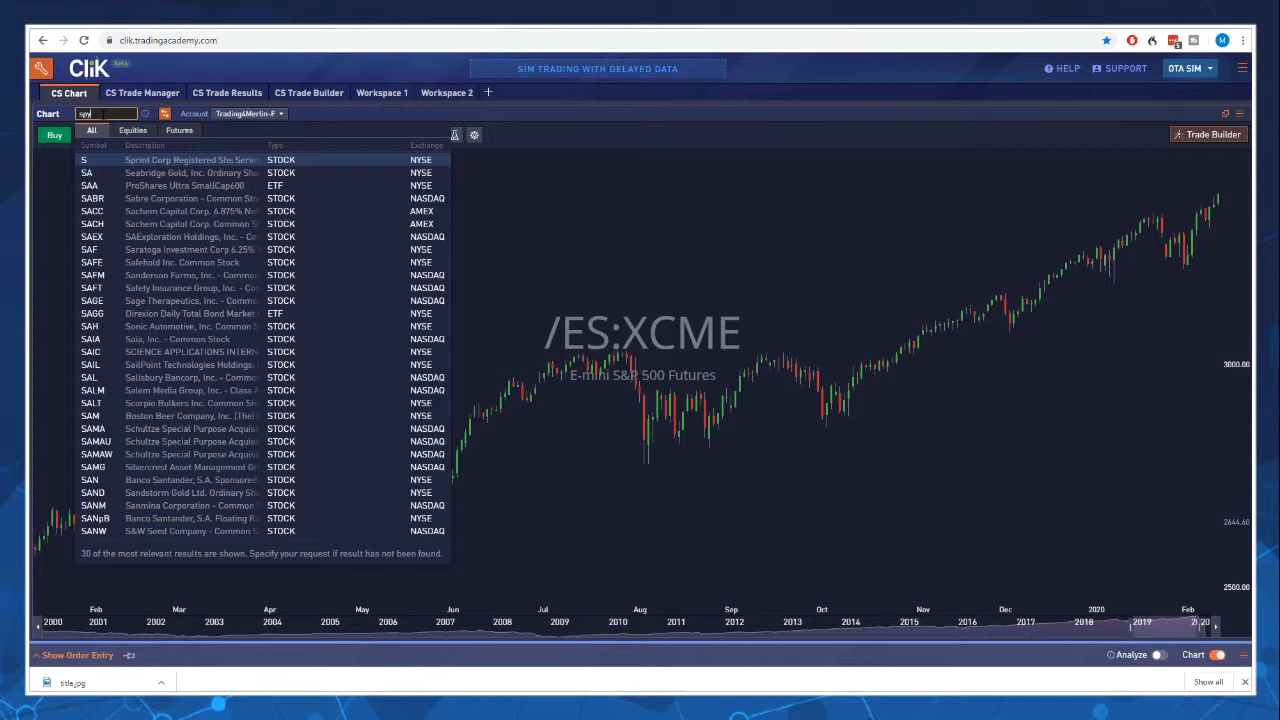 clik.tradingacademy.com
CliK beta
SIM TRADING WITH DELAYED DATA
HELP SUPPORT OTA SIM
CS Chart CS Trade Manager CS Trade Results CS Trade Builder Workspace 1 Workspace 2 +
Chart spy Account Trading4Merlin-F
Buy All Equities Futures Trade Builder
Symbol Description Type Exchange
S Sprint Corp Registered Shs Series STOCK NYSE
SA Seabridge Gold, Inc. Ordinary Sha STOCK NYSE
SAA ProShares Ultra SmallCap600 ETF NYSE
SABR Sabre Corporation - Common Sto STOCK NASDAQ
SACC Sachem Capital Corp. 6.875% No STOCK AMEX
SACH Sachem Capital Corp. Common S STOCK AMEX
SAEX SAExploration Holdings, Inc. - Co STOCK NASDAQ
SAF Saratoga Investment Corp 6.25% STOCK NYSE
SAFE Safehold Inc. Common Stock STOCK NYSE
SAFM Sanderson Farms, Inc. - Common STOCK NASDAQ
SAFT Safety Insurance Group, Inc. - Co STOCK NASDAQ
SAGE Sage Therapeutics, Inc. - Commo STOCK NASDAQ
SAGG Direxion Daily Total Bond Market ETF NYSE
SAH Sonic Automotive, Inc. Common S STOCK NYSE
SAIA Saia, Inc. - Common Stock STOCK NASDAQ
SAIC SCIENCE APPLICATIONS INTERN STOCK NYSE
SAIL SailPoint Technologies Holdings, STOCK NYSE
SAL Salisbury Bancorp, Inc. - Commo STOCK NASDAQ
SALM Salem Media Group, Inc. - Class A STOCK NASDAQ
SALT Scorpio Bulkers Inc. Common St STOCK NYSE
SAM Boston Beer Company, Inc. [The] STOCK NYSE
SAMA Schultze Special Purpose Acquisi STOCK NASDAQ
SAMAU Schultze Special Purpose Acquisi STOCK NASDAQ
SAMAW Schultze Special Purpose Acquisi STOCK NASDAQ
SAMG Silvercrest Asset Management Gr STOCK NASDAQ
SAN Banco Santander, S.A. Sponsored STOCK NYSE
SAND Sandstorm Gold Ltd. Ordinary Sh STOCK NYSE
SANM Sanmina Corporation - Common S STOCK NASDAQ
SANpB Banco Santander, S.A. Floating Ra STOCK NYSE
SANW S&W Seed Company - Common S STOCK NASDAQ
30 of the most relevant results are shown. Specify your request if result has not been found.
/ES:XCME
E-mini S&P 500 Futures
3000.00
2644.60
2500.00
Feb Mar Apr May Jun Jul Aug Sep Oct Nov Dec 2020 Feb
2000 2001 2002 2003 2004 2005 2006 2007 2008 2009 2010 2011 2012 2013 2014 2015 2016 2017 2018 2019 2020
Show Order Entry Analyze Chart
title.jpg Show all